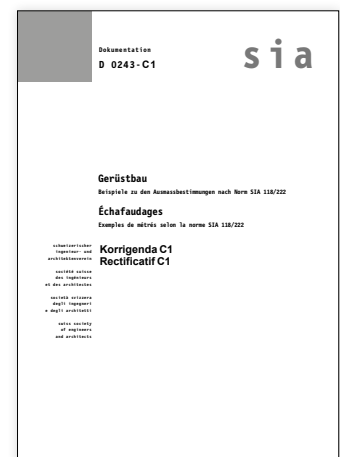 Dokumentation
D 0243-C1
sia
Gerüstbau
Beispiele zu den Ausmassbestimmungen nach Norm SIA 118/222
Échafaudages
Exemples de métrés selon la norme SIA 118/222
Korrigenda C1
Rectificatif C1
schweizerischer
ingenieur- und
architektenverein
société suisse
des ingénieurs
et des architectes
società svizzera
degli ingegneri
e degli architetti
swiss society
of engineers
and architects